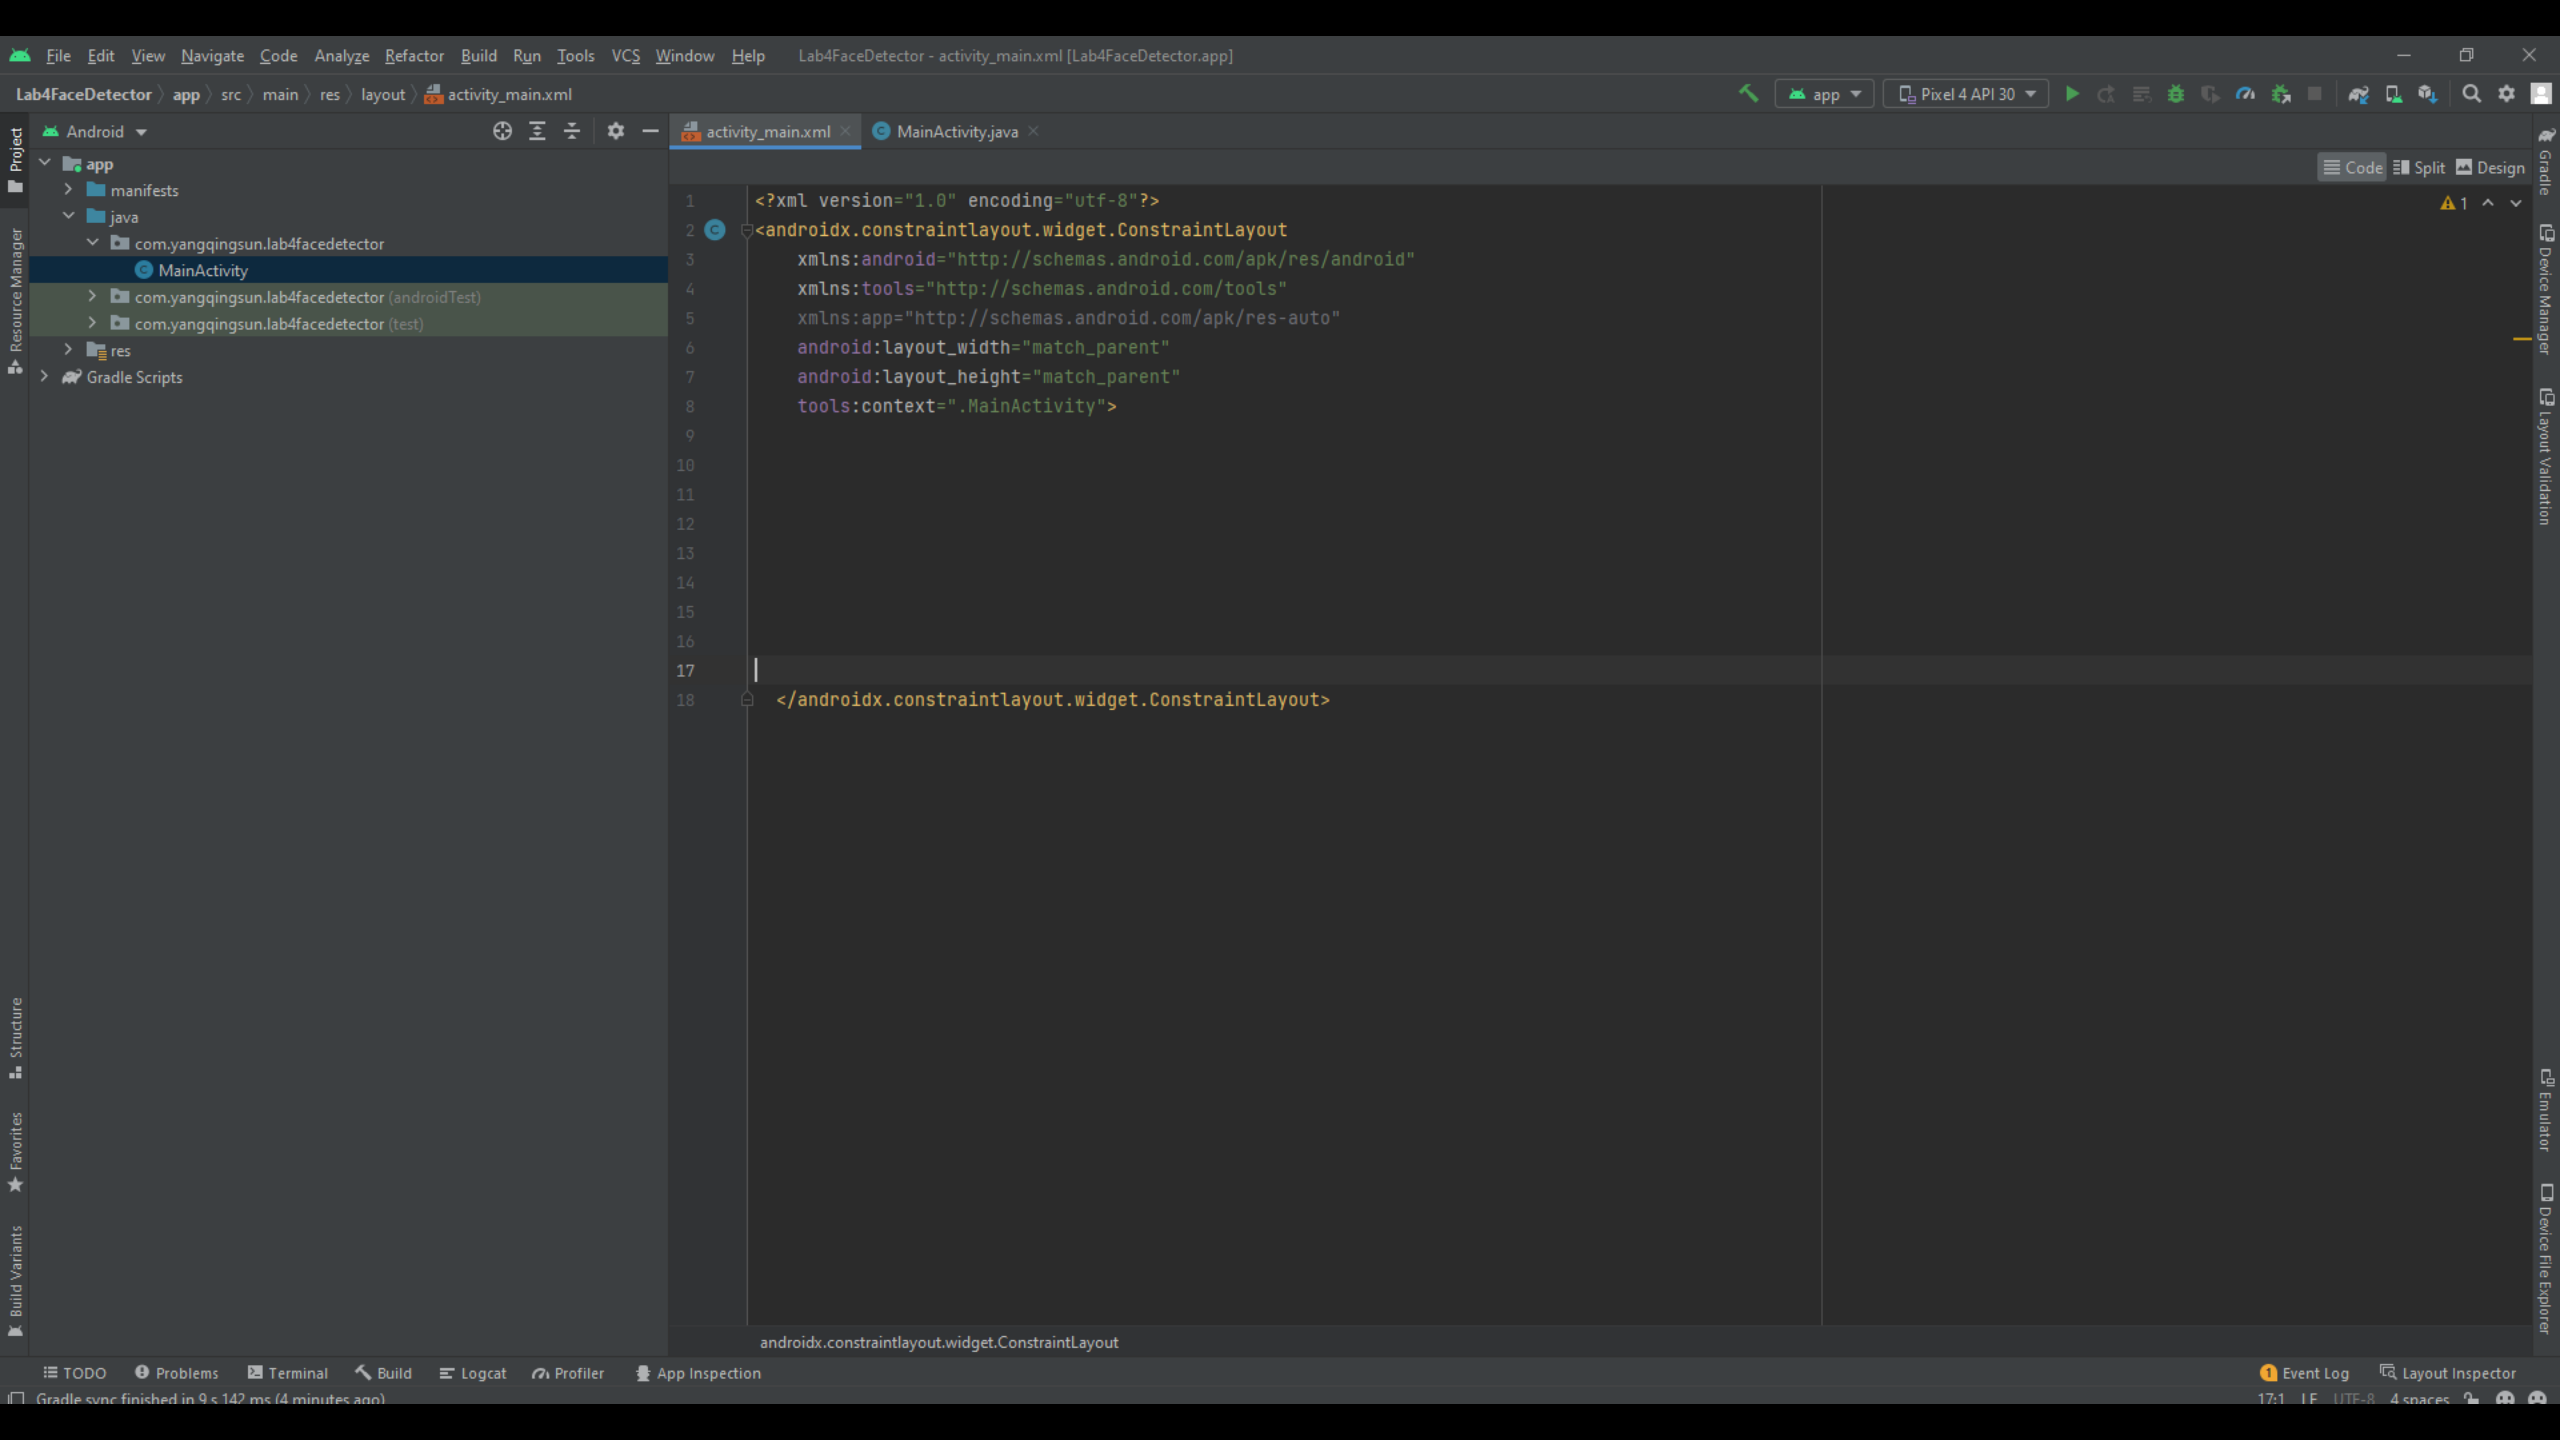 File Edit View Navigate Code Analyze Refactor Build Run Tools VCS Window Help Lab4FaceDetector - activity_main.xml [Lab4FaceDetector.app]
Lab4FaceDetector app src main res layout activity_main.xml app Pixel 4 API 30
Android activity_main.xml MainActivity.java
Code Split Design
1
app
manifests
java
com.yangqingsun.lab4facedetector
MainActivity
com.yangqingsun.lab4facedetector (androidTest)
com.yangqingsun.lab4facedetector (test)
res
Gradle Scripts
1 <?xml version="1.0" encoding="utf-8"?>
2 <androidx.constraintlayout.widget.ConstraintLayout
3 xmlns:android="http://schemas.android.com/apk/res/android"
4 xmlns:tools="http://schemas.android.com/tools"
5 xmlns:app="http://schemas.android.com/apk/res-auto"
6 android:layout_width="match_parent"
7 android:layout_height="match_parent"
8 tools:context=".MainActivity">
9
10
11
12
13
14
15
16
17
18 </androidx.constraintlayout.widget.ConstraintLayout>
Project
Resource Manager
Structure
Favorites
Build Variants
Gradle
Device Manager
Layout Validation
Emulator
Device File Explorer
androidx.constraintlayout.widget.ConstraintLayout
TODO Problems Terminal Build Logcat Profiler App Inspection 1 Event Log Layout Inspector
Gradle sync finished in 9 s 142 ms (4 minutes ago) 17:1 LF UTF-8 4 spaces